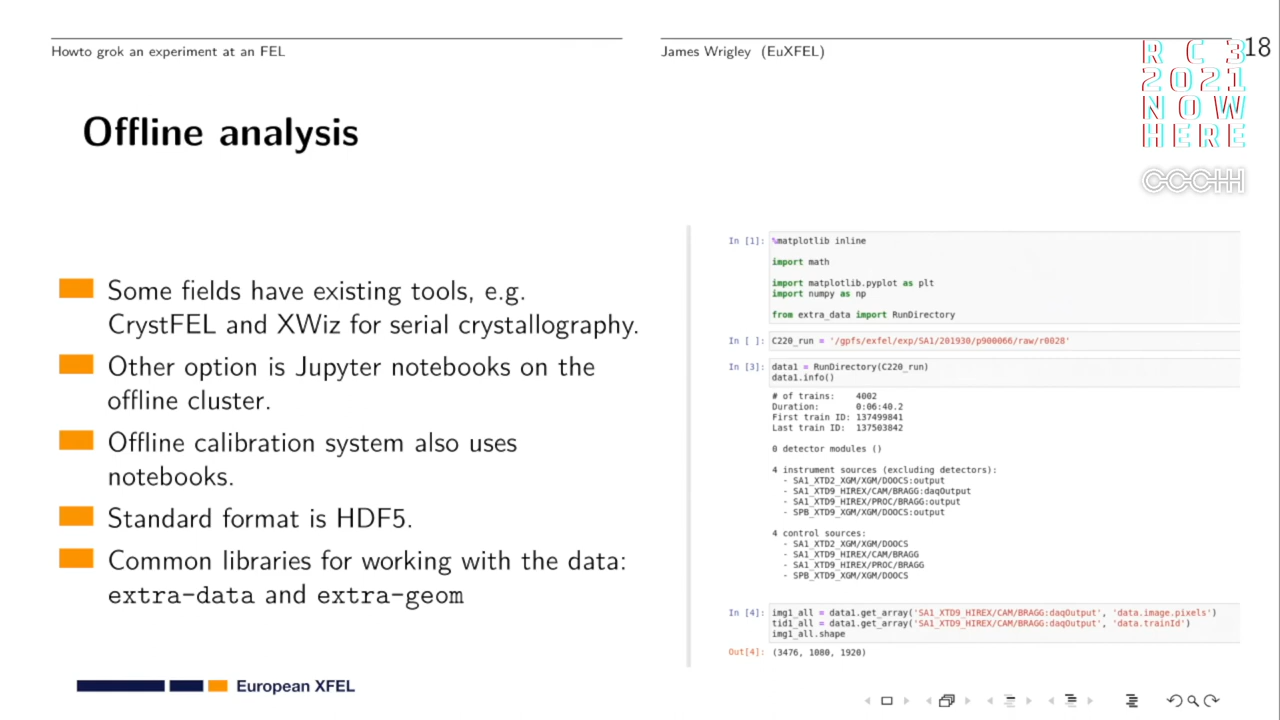 Howto grok an experiment at an FEL
James Wrigley (EuXFEL)
18
R C 3
2 0 2 1
N O W
H E R E
CCCHH
Offline analysis
Some fields have existing tools, e.g.
CrystFEL and XWiz for serial crystallography.
Other option is Jupyter notebooks on the
offline cluster.
Offline calibration system also uses
notebooks.
Standard format is HDF5.
Common libraries for working with the data:
extra-data and extra-geom
In [1]: %matplotlib inline
import math
import matplotlib.pyplot as plt
import numpy as np
from extra_data import RunDirectory
In [ ]: C220_run = '/gpfs/exfel/exp/SA1/201930/p900066/raw/r0028'
In [3]: data1 = RunDirectory(C220_run)
data1.info()
# of trains: 4002
Duration: 0:06:40.2
First train ID: 137499841
Last train ID: 137503842
0 detector modules ()
4 instrument sources (excluding detectors):
- SA1_XTD2_XGM/XGM/DOOCS:output
- SA1_XTD9_HIREX/CAM/BRAGG:daqOutput
- SA1_XTD9_HIREX/PROC/BRAGG:output
- SPB_XTD9_XGM/XGM/DOOCS:output
4 control sources:
- SA1_XTD2_XGM/XGM/DOOCS
- SA1_XTD9_HIREX/CAM/BRAGG
- SA1_XTD9_HIREX/PROC/BRAGG
- SPB_XTD9_XGM/XGM/DOOCS
In [4]: img1_all = data1.get_array('SA1_XTD9_HIREX/CAM/BRAGG:daqOutput', 'data.image.pixels')
tid1_all = data1.get_array('SA1_XTD9_HIREX/CAM/BRAGG:daqOutput', 'data.trainId')
img1_all.shape
Out[4]: (3476, 1080, 1920)
European XFEL